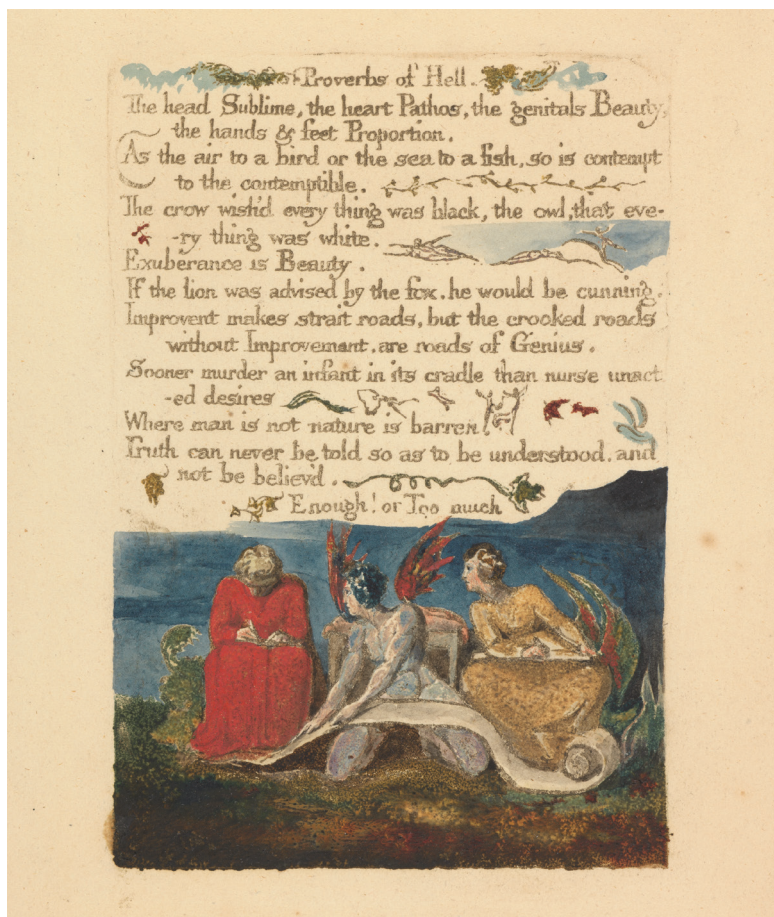 Proverbs of Hell.
The head Sublime, the heart Pathos, the genitals Beauty,
the hands & feet Proportion.
As the air to a bird or the sea to a fish, so is contempt
to the contemptible.
The crow wish'd every thing was black, the owl, that eve-
-ry thing was white.
Exuberance is Beauty.
If the lion was advised by the fox. he would be cunning.
Improvent makes strait roads, but the crooked roads
without Improvement. are roads of Genius.
Sooner murder an infant in its cradle than nurse unact
-ed desires
Where man is not nature is barren.
Truth can never be told so as to be understood. and
not be believ'd.
Enough! or Too much